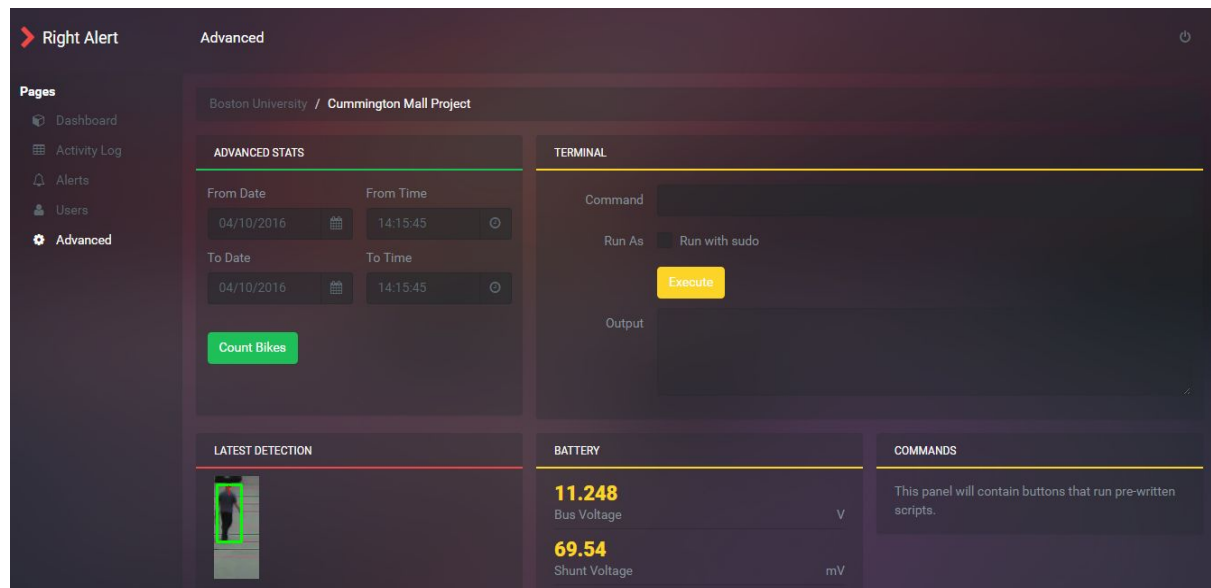 Right Alert
Advanced
Pages
Dashboard
Activity Log
Alerts
Users
Advanced
Boston University / Cummington Mall Project
ADVANCED STATS
From Date
From Time
04/10/2016
14:15:45
To Date
To Time
04/10/2016
14:15:45
Count Bikes
TERMINAL
Command
Run As
Run with sudo
Execute
Output
LATEST DETECTION
BATTERY
11.248
Bus Voltage
V
69.54
Shunt Voltage
mV
COMMANDS
This panel will contain buttons that run pre-written
scripts.